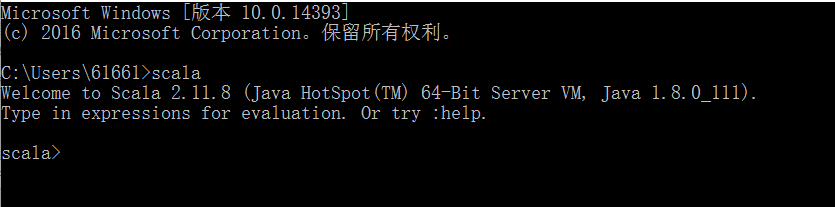 Microsoft Windows [版本 10.0.14393]
(c) 2016 Microsoft Corporation。保留所有权利。
C:\Users\61661>scala
Welcome to Scala 2.11.8 (Java HotSpot(TM) 64-Bit Server VM, Java 1.8.0_111).
Type in expressions for evaluation. Or try :help.
scala>